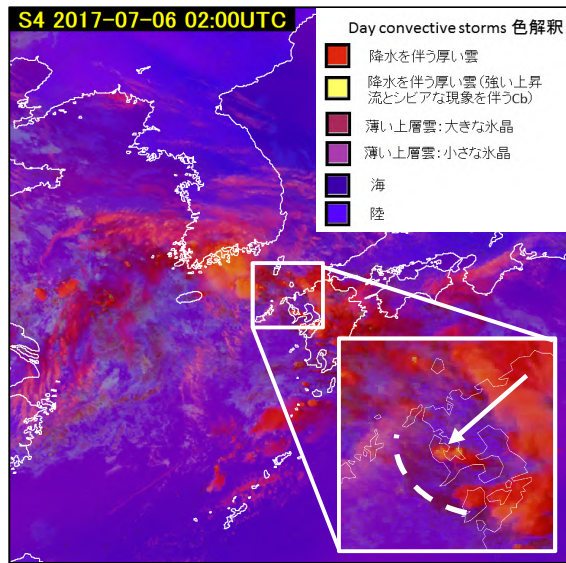 S4 2017-07-06 02:00UTC
Day convective storms 色解釈
降水を伴う厚い雲
降水を伴う厚い雲(強い上昇
流とシビアな現象を伴うCb)
薄い上層雲:大きな氷晶
薄い上層雲:小さな氷晶
海
陸